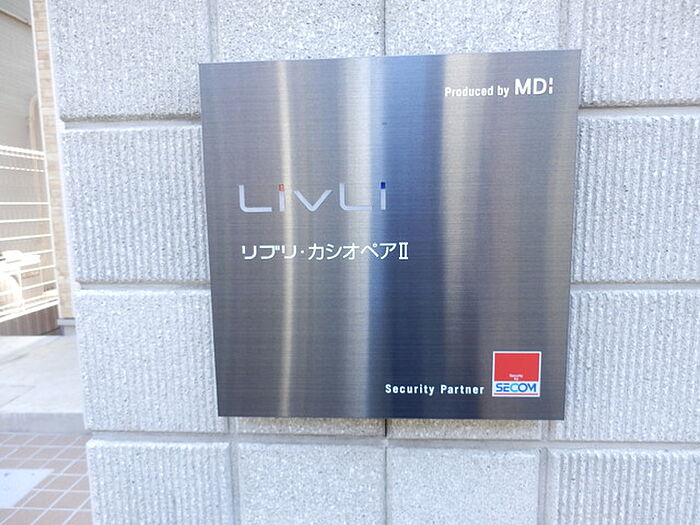 Produced by MDI
LivLi
リブリ・カシオペアⅡ
Security Partner
SECOM